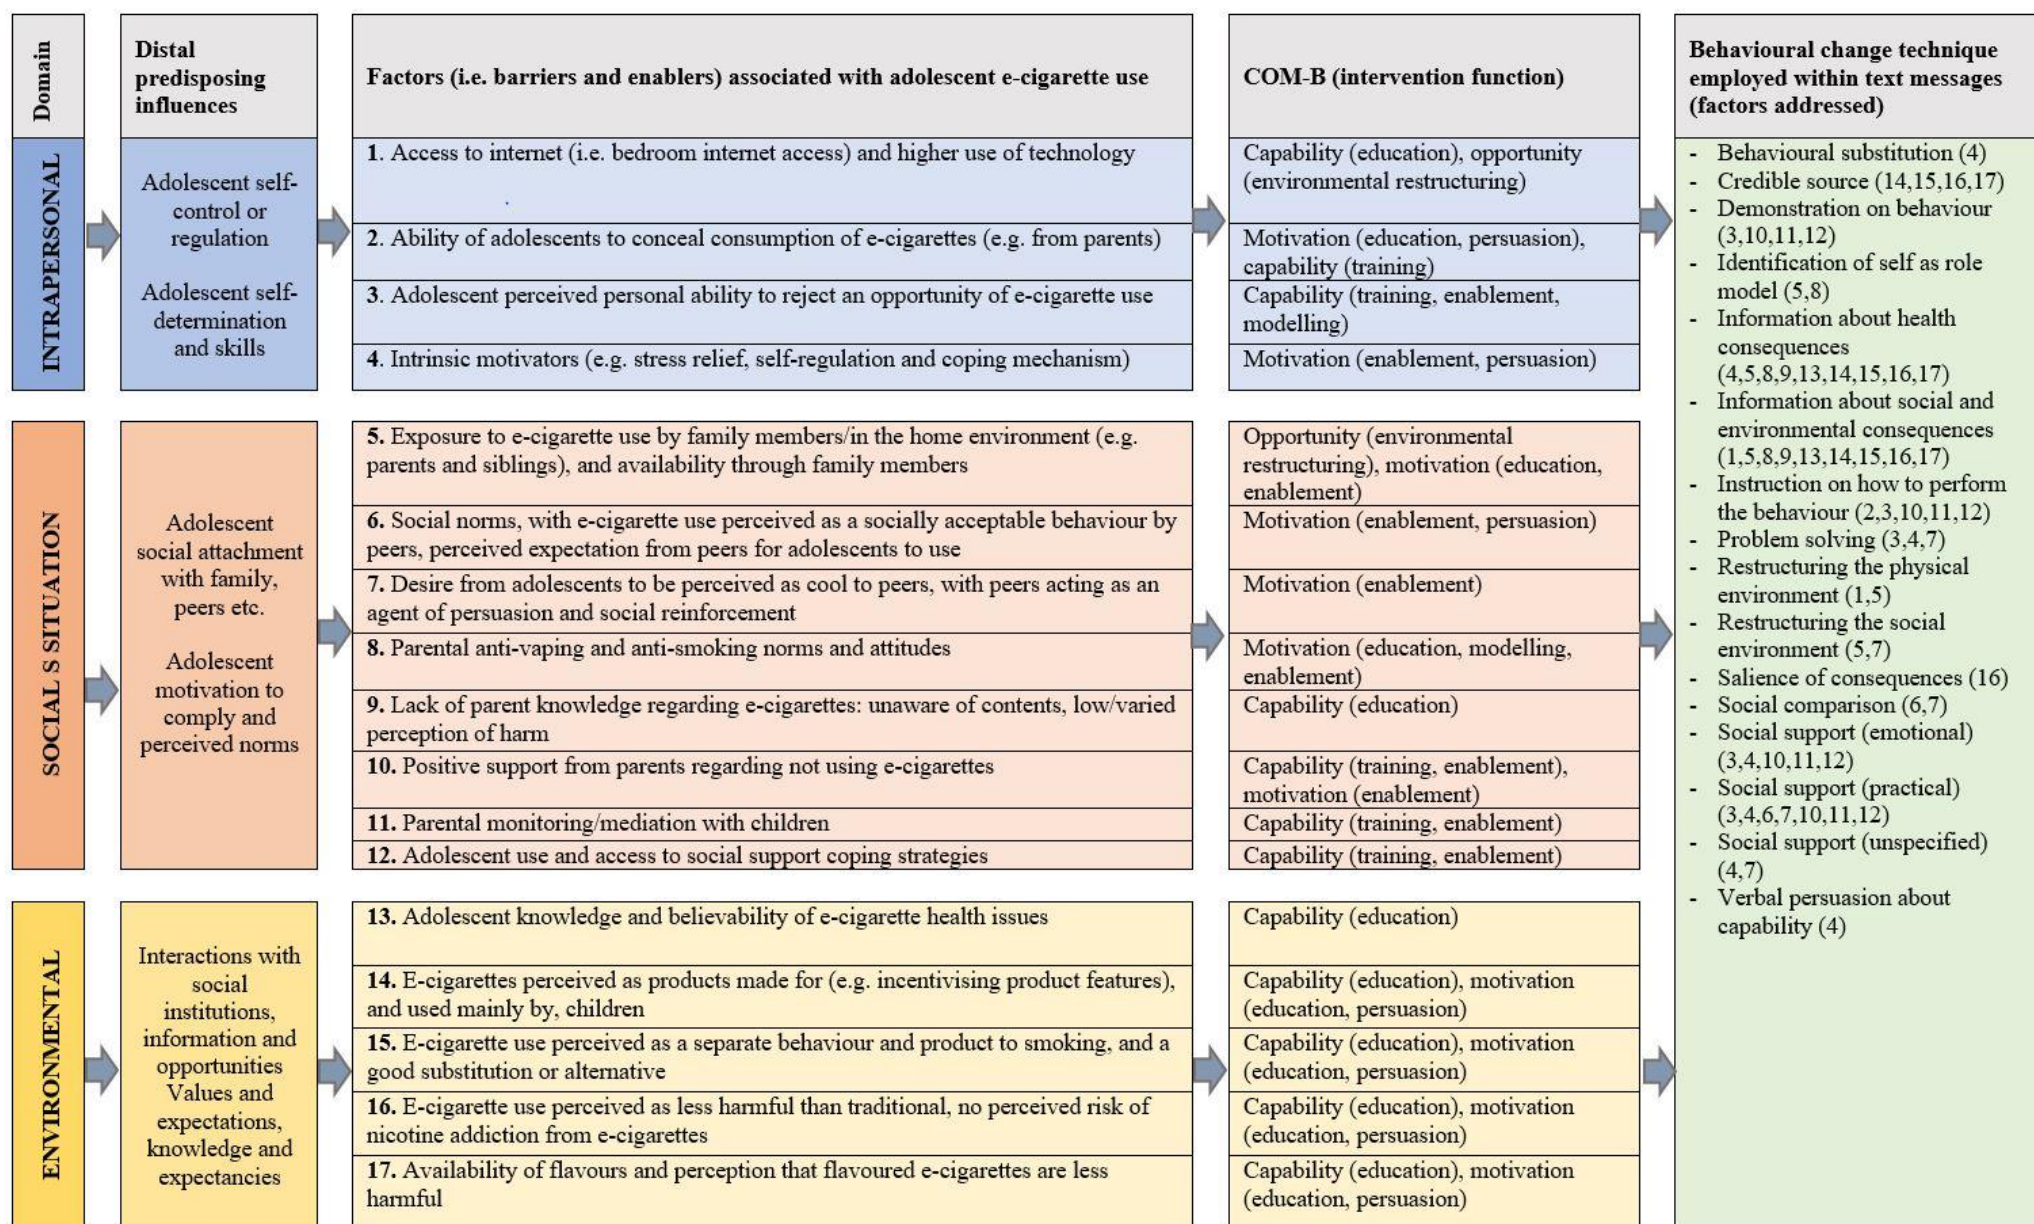 Domain
Distal
predisposing
influences
Factors (i.e. barriers and enablers) associated with adolescent e-cigarette use
COM-B (intervention function)
Behavioural change technique
employed within text messages
(factors addressed)
INTRAPERSONAL
Adolescent self-
control or
regulation
Adolescent self-
determination
and skills
1. Access to internet (i.e. bedroom internet access) and higher use of technology
Capability (education), opportunity
(environmental restructuring)
2. Ability of adolescents to conceal consumption of e-cigarettes (e.g. from parents)
Motivation (education, persuasion),
capability (training)
3. Adolescent perceived personal ability to reject an opportunity of e-cigarette use
Capability (training, enablement,
modelling)
4. Intrinsic motivators (e.g. stress relief, self-regulation and coping mechanism)
Motivation (enablement, persuasion)
SOCIAL S SITUATION
Adolescent
social attachment
with family,
peers etc.
Adolescent
motivation to
comply and
perceived norms
5. Exposure to e-cigarette use by family members/in the home environment (e.g.
parents and siblings), and availability through family members
Opportunity (environmental
restructuring), motivation (education,
enablement)
6. Social norms, with e-cigarette use perceived as a socially acceptable behaviour by
peers, perceived expectation from peers for adolescents to use
Motivation (enablement, persuasion)
7. Desire from adolescents to be perceived as cool to peers, with peers acting as an
agent of persuasion and social reinforcement
Motivation (enablement)
8. Parental anti-vaping and anti-smoking norms and attitudes
Motivation (education, modelling,
enablement)
9. Lack of parent knowledge regarding e-cigarettes: unaware of contents, low/varied
perception of harm
Capability (education)
10. Positive support from parents regarding not using e-cigarettes
Capability (training, enablement),
motivation (enablement)
11. Parental monitoring/mediation with children
Capability (training, enablement)
12. Adolescent use and access to social support coping strategies
Capability (training, enablement)
ENVIRONMENTAL
Interactions with
social
institutions,
information and
opportunities
Values and
expectations,
knowledge and
expectancies
13. Adolescent knowledge and believability of e-cigarette health issues
Capability (education)
14. E-cigarettes perceived as products made for (e.g. incentivising product features),
and used mainly by, children
Capability (education), motivation
(education, persuasion)
15. E-cigarette use perceived as a separate behaviour and product to smoking, and a
good substitution or alternative
Capability (education), motivation
(education, persuasion)
16. E-cigarette use perceived as less harmful than traditional, no perceived risk of
nicotine addiction from e-cigarettes
Capability (education), motivation
(education, persuasion)
17. Availability of flavours and perception that flavoured e-cigarettes are less
harmful
Capability (education), motivation
(education, persuasion)
- Behavioural substitution (4)
- Credible source (14,15,16,17)
- Demonstration on behaviour
(3,10,11,12)
- Identification of self as role
model (5,8)
- Information about health
consequences
(4,5,8,9,13,14,15,16,17)
- Information about social and
environmental consequences
(1,5,8,9,13,14,15,16,17)
- Instruction on how to perform
the behaviour (2,3,10,11,12)
- Problem solving (3,4,7)
- Restructuring the physical
environment (1,5)
- Restructuring the social
environment (5,7)
- Salience of consequences (16)
- Social comparison (6,7)
- Social support (emotional)
(3,4,10,11,12)
- Social support (practical)
(3,4,6,7,10,11,12)
- Social support (unspecified)
(4,7)
- Verbal persuasion about
capability (4)